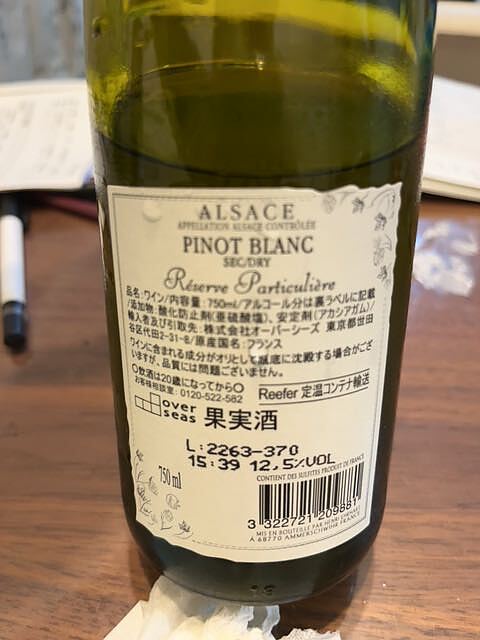 ALSACE
APPELLATION ALSACE CONTRÔLÉE
PINOT BLANC
SEC/DRY
Réserve Particulière
品名:ワイン/内容量:750ml/アルコール分は裏ラベルに記載
/添加物:酸化防止剤(亜硫酸塩)、安定剤(アカシアガム)/
輸入者及び引取先:株式会社オーバーシーズ 東京都世田
谷区代田2-31-8/原産国名:フランス
ワインに含まれる成分がオリとして瓶底に沈殿する場合がござ
いますが、品質には問題ございません。
〇飲酒は20歳になってから〇
お客様相談室:0120-522-582
Reefer 定温コンテナ輸送
over
seas 果実酒
L:2263-370
15:39 12,5%VOL
CONTIENT DES SULFITES PRODUIT DE FRANCE
750 ml
3 322721 209881
MIS EN BOUTEILLE PAR HENRI EHRHART
À 68770 AMMERSCHWIHR FRANCE